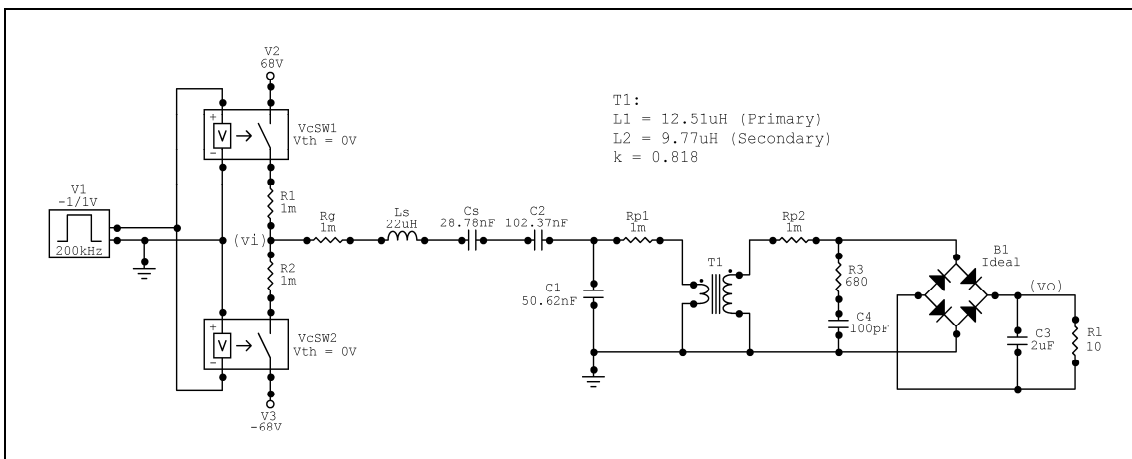 V2
68V
VcSW1
Vth = 0V
T1:
L1 = 12.51uH (Primary)
L2 = 9.77uH (Secondary)
k = 0.818
+
V
-
V1
-1/1V
200kHz
R1
1m
(vi)
Rg
1m
Ls
22uH
Cs
28.78nF
C2
102.37nF
Rp1
1m
T1
Rp2
1m
R3
680
B1
Ideal
(vo)
R2
1m
C1
50.62nF
C4
100pF
C3
2uF
Rl
10
+
V
-
VcSW2
Vth = 0V
V3
-68V